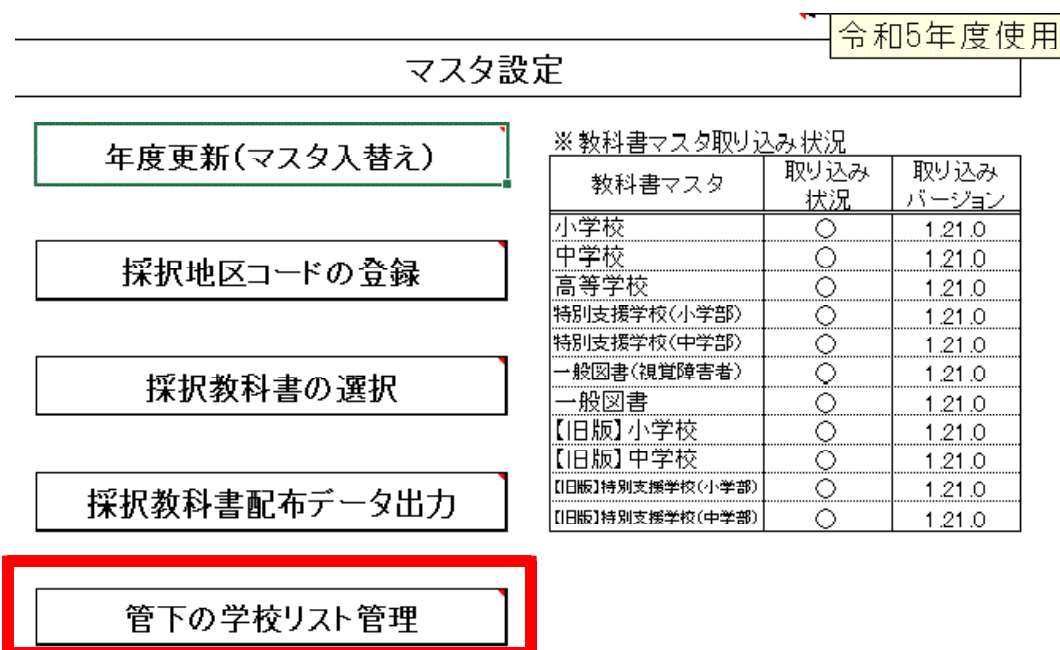 令和5年度使用
マスタ設定
年度更新(マスタ入替え)
採択地区コードの登録
採択教科書の選択
採択教科書配布データ出力
管下の学校リスト管理
※教科書マスタ取り込み状況
教科書マスタ 取り込み状況 取り込みバージョン
小学校 ○ 1.21.0
中学校 ○ 1.21.0
高等学校 ○ 1.21.0
特別支援学校(小学部) ○ 1.21.0
特別支援学校(中学部) ○ 1.21.0
一般図書(視覚障害者) ○ 1.21.0
一般図書 ○ 1.21.0
【旧版】小学校 ○ 1.21.0
【旧版】中学校 ○ 1.21.0
【旧版】特別支援学校(小学部) ○ 1.21.0
【旧版】特別支援学校(中学部) ○ 1.21.0